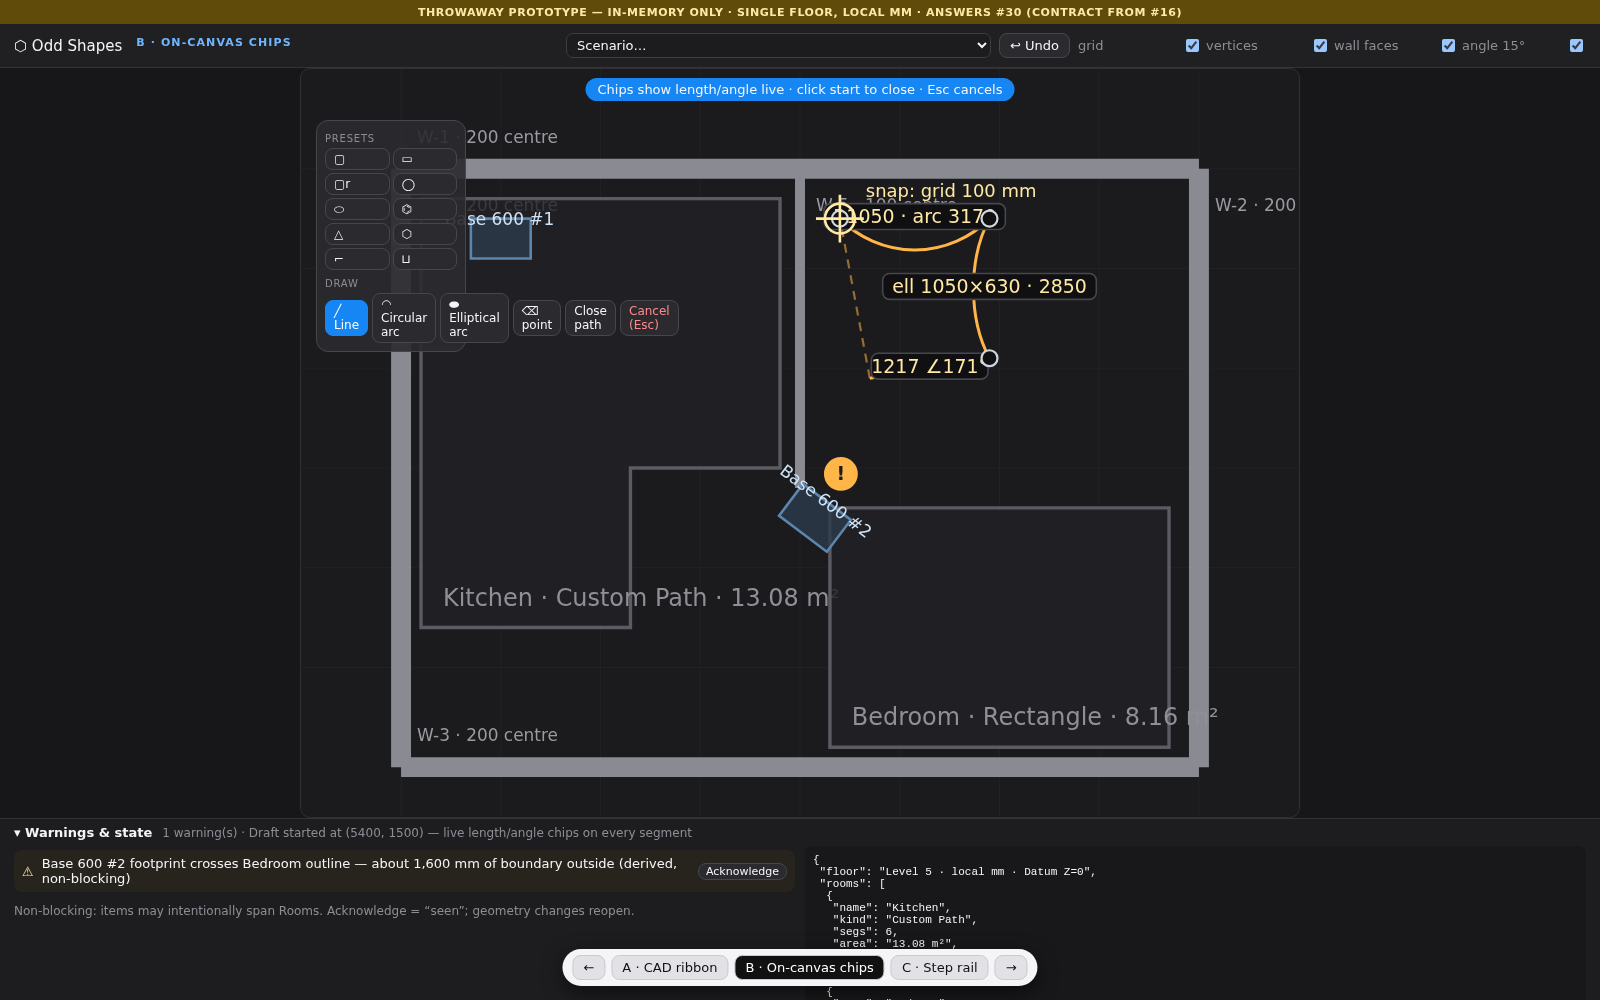 THROWAWAY PROTOTYPE — IN-MEMORY ONLY · SINGLE FLOOR, LOCAL MM · ANSWERS #30 (CONTRACT FROM #16)
⬡ Odd Shapes
B · ON-CANVAS CHIPS
Scenario...
↩ Undo
grid
vertices
wall faces
angle 15°
Chips show length/angle live · click start to close · Esc cancels
PRESETS
▢
▭
▢r
◯
⬭
⌬
△
⬡
⌐
⊔
DRAW
╱
Line
◠
Circular
arc
⬬
Elliptical
arc
⌫
point
Close
path
Cancel
(Esc)
W-1 · 200 centre
200 centre
Base 600 #1
snap: grid 100 mm
100 centre
1050 · arc 317
ell 1050×630 · 2850
1217 ∠171
W-2 · 200
!
Base 600 #2
Kitchen · Custom Path · 13.08 m²
Bedroom · Rectangle · 8.16 m²
W-3 · 200 centre
▾ Warnings & state
1 warning(s) · Draft started at (5400, 1500) — live length/angle chips on every segment
⚠ Base 600 #2 footprint crosses Bedroom outline — about 1,600 mm of boundary outside (derived,
non-blocking)
Acknowledge
Non-blocking: items may intentionally span Rooms. Acknowledge = “seen”; geometry changes reopen.
{
"floor": "Level 5 · local mm · Datum Z=0",
"rooms": [
{
"name": "Kitchen",
"kind": "Custom Path",
"segs": 6,
"area": "13.08 m²",
{
←
A · CAD ribbon
B · On-canvas chips
C · Step rail
→